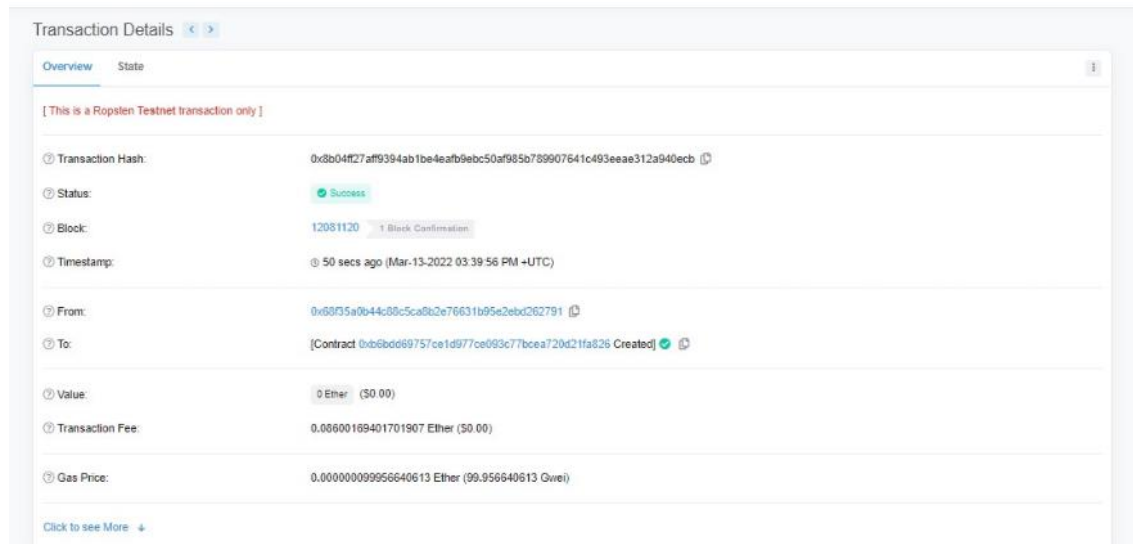 Transaction Details < >
Overview State
[ This is a Ropsten Testnet transaction only ]
Transaction Hash: 0x8b04ff27aff9394ab1be4eafb9ebc50af985b789907641c493eeae312a940ecb
Status: Success
Block: 12081120 1 Block Confirmation
Timestamp: 50 secs ago (Mar-13-2022 03:39:56 PM +UTC)
From: 0x68f35a0b44c88c5ca8b2e76631b95e2ebd262791
To: [Contract 0xb6bdd69757ce1d977ce093c77bcea720d21fa826 Created]
Value: 0 Ether ($0.00)
Transaction Fee: 0.08600169401701907 Ether ($0.00)
Gas Price: 0.000000099956640613 Ether (99.956640613 Gwei)
Click to see More